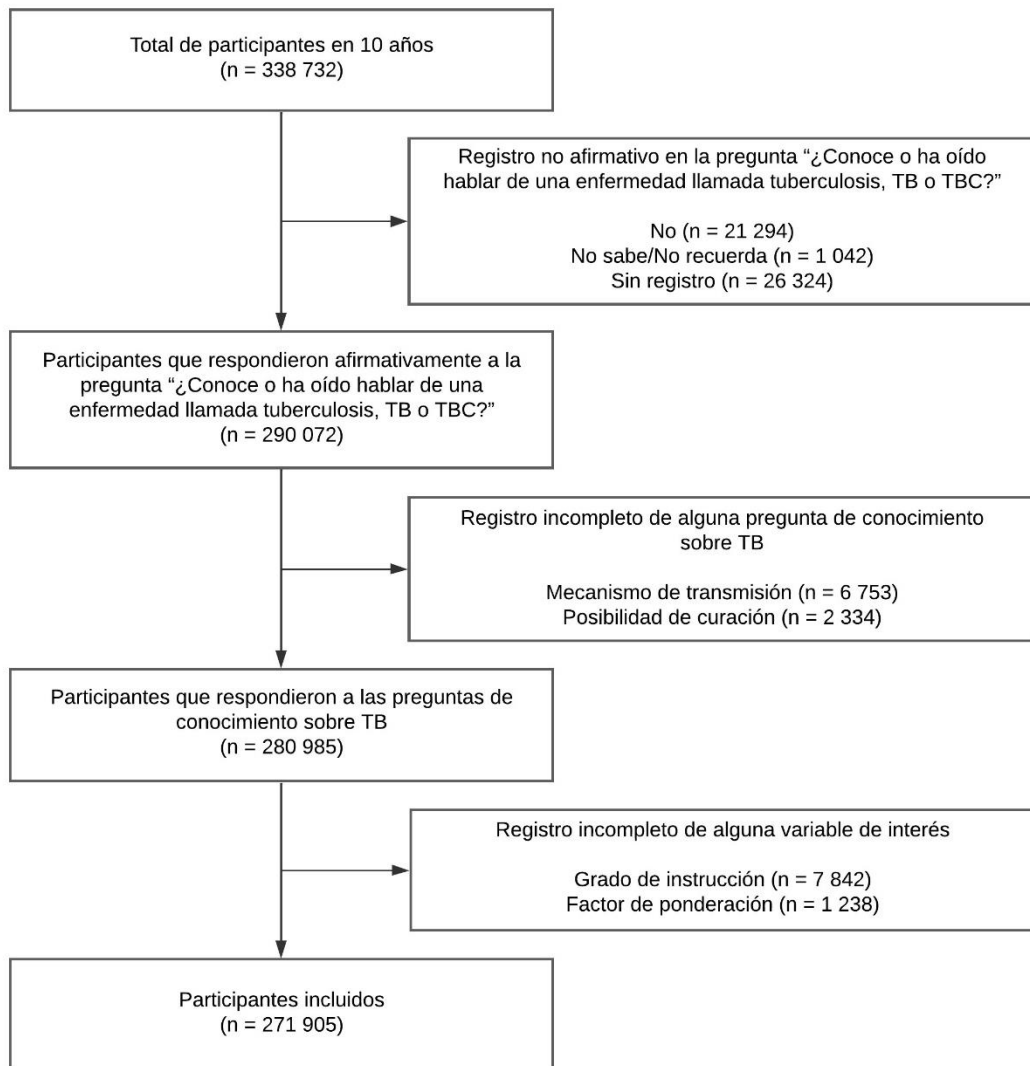 Total de participantes en 10 años
(n = 338 732)
Registro no afirmativo en la pregunta “¿Conoce o ha oído
hablar de una enfermedad llamada tuberculosis, TB o TBC?”
No (n = 21 294)
No sabe/No recuerda (n = 1 042)
Sin registro (n = 26 324)
Participantes que respondieron afirmativamente a la
pregunta “¿Conoce o ha oído hablar de una
enfermedad llamada tuberculosis, TB o TBC?”
(n = 290 072)
Registro incompleto de alguna pregunta de conocimiento
sobre TB
Mecanismo de transmisión (n = 6 753)
Posibilidad de curación (n = 2 334)
Participantes que respondieron a las preguntas de
conocimiento sobre TB
(n = 280 985)
Registro incompleto de alguna variable de interés
Grado de instrucción (n = 7 842)
Factor de ponderación (n = 1 238)
Participantes incluidos
(n = 271 905)